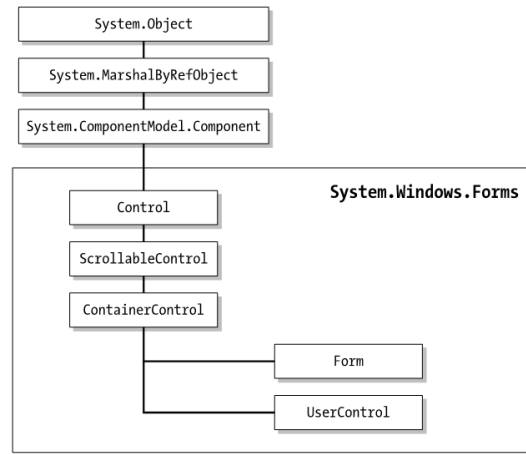 System.Object
System.MarshalByRefObject
System.ComponentModel.Component
System.Windows.Forms
Control
ScrollableControl
ContainerControl
Form
UserControl